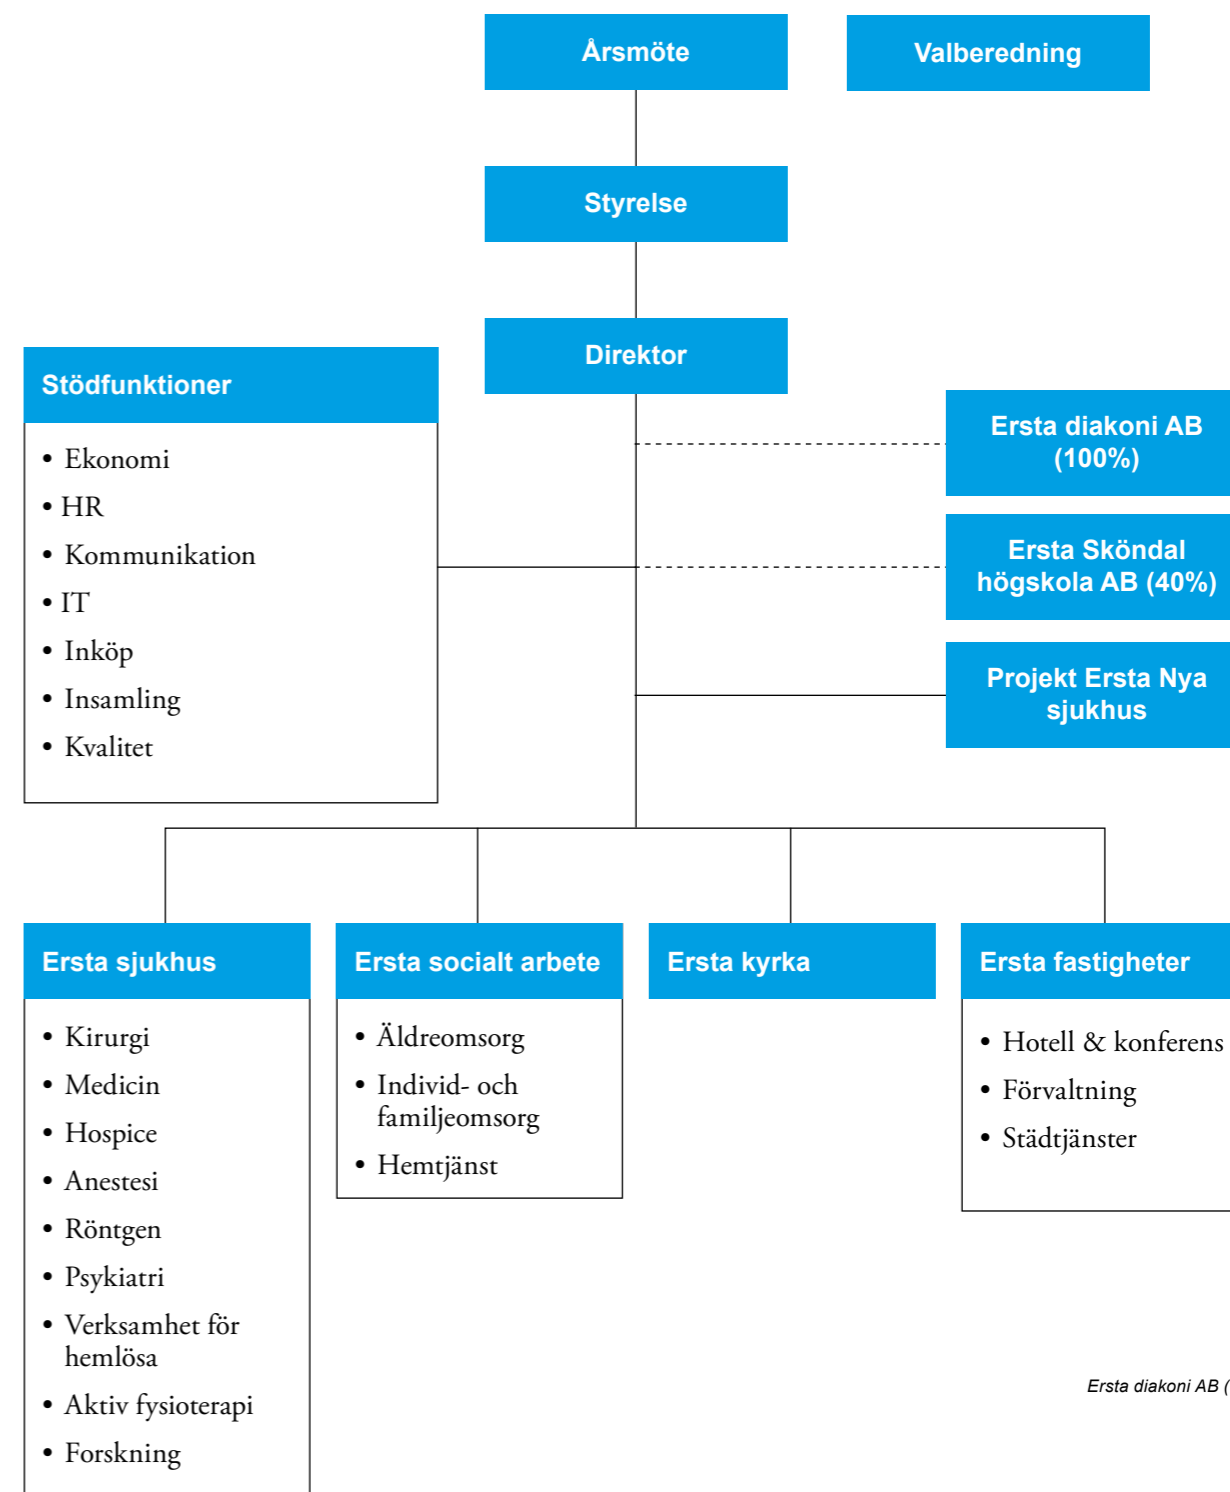 Årsmöte
Valberedning
Styrelse
Direktor
Stödfunktioner
• Ekonomi
• HR
• Kommunikation
• IT
• Inköp
• Insamling
• Kvalitet
Ersta diakoni AB
(100%)
Ersta Sköndal
högskola AB (40%)
Projekt Ersta Nya
sjukhus
Ersta sjukhus
• Kirurgi
• Medicin
• Hospice
• Anestesi
• Röntgen
• Psykiatri
• Verksamhet för
hemlösa
• Aktiv fysioterapi
• Forskning
Ersta socialt arbete
• Äldreomsorg
• Individ- och
familjeomsorg
• Hemtjänst
Ersta kyrka
Ersta fastigheter
• Hotell & konferens
• Förvaltning
• Städtjänster
Ersta diakoni AB (